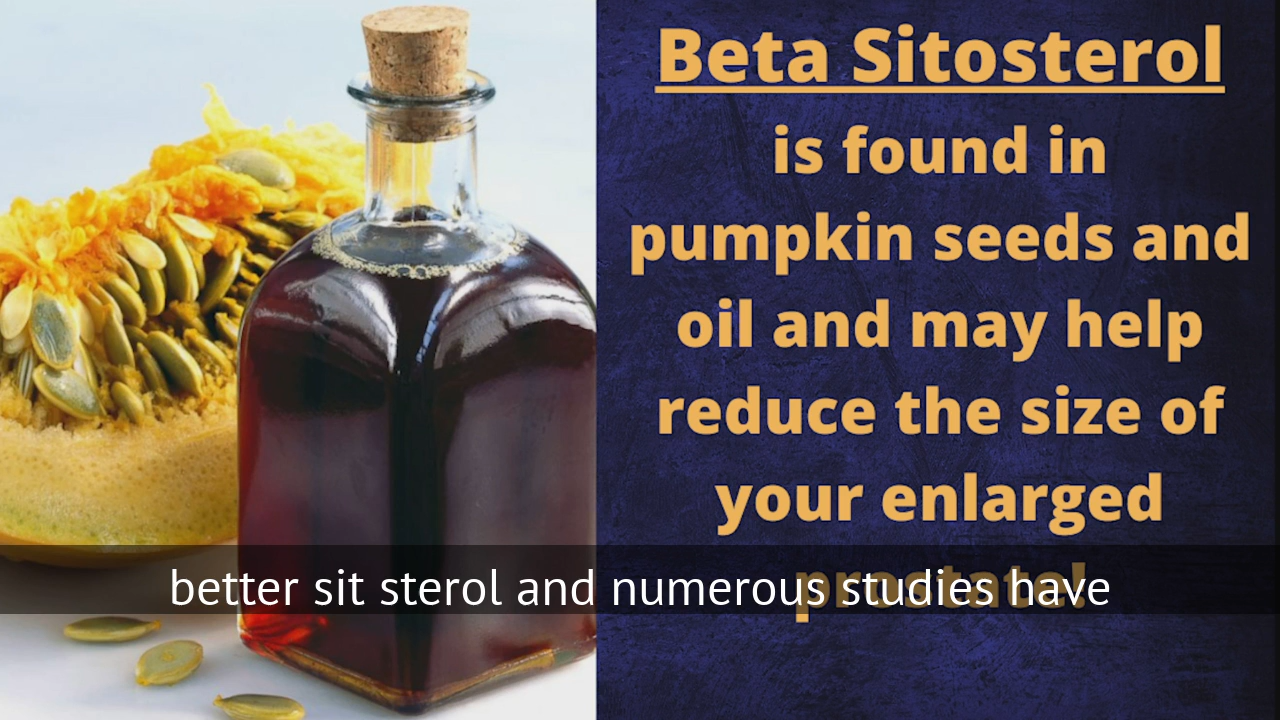 Beta Sitosterol
is found in
pumpkin seeds and
oil and may help
reduce the size of
your enlarged
prostate!
better sit sterol and numerous studies have